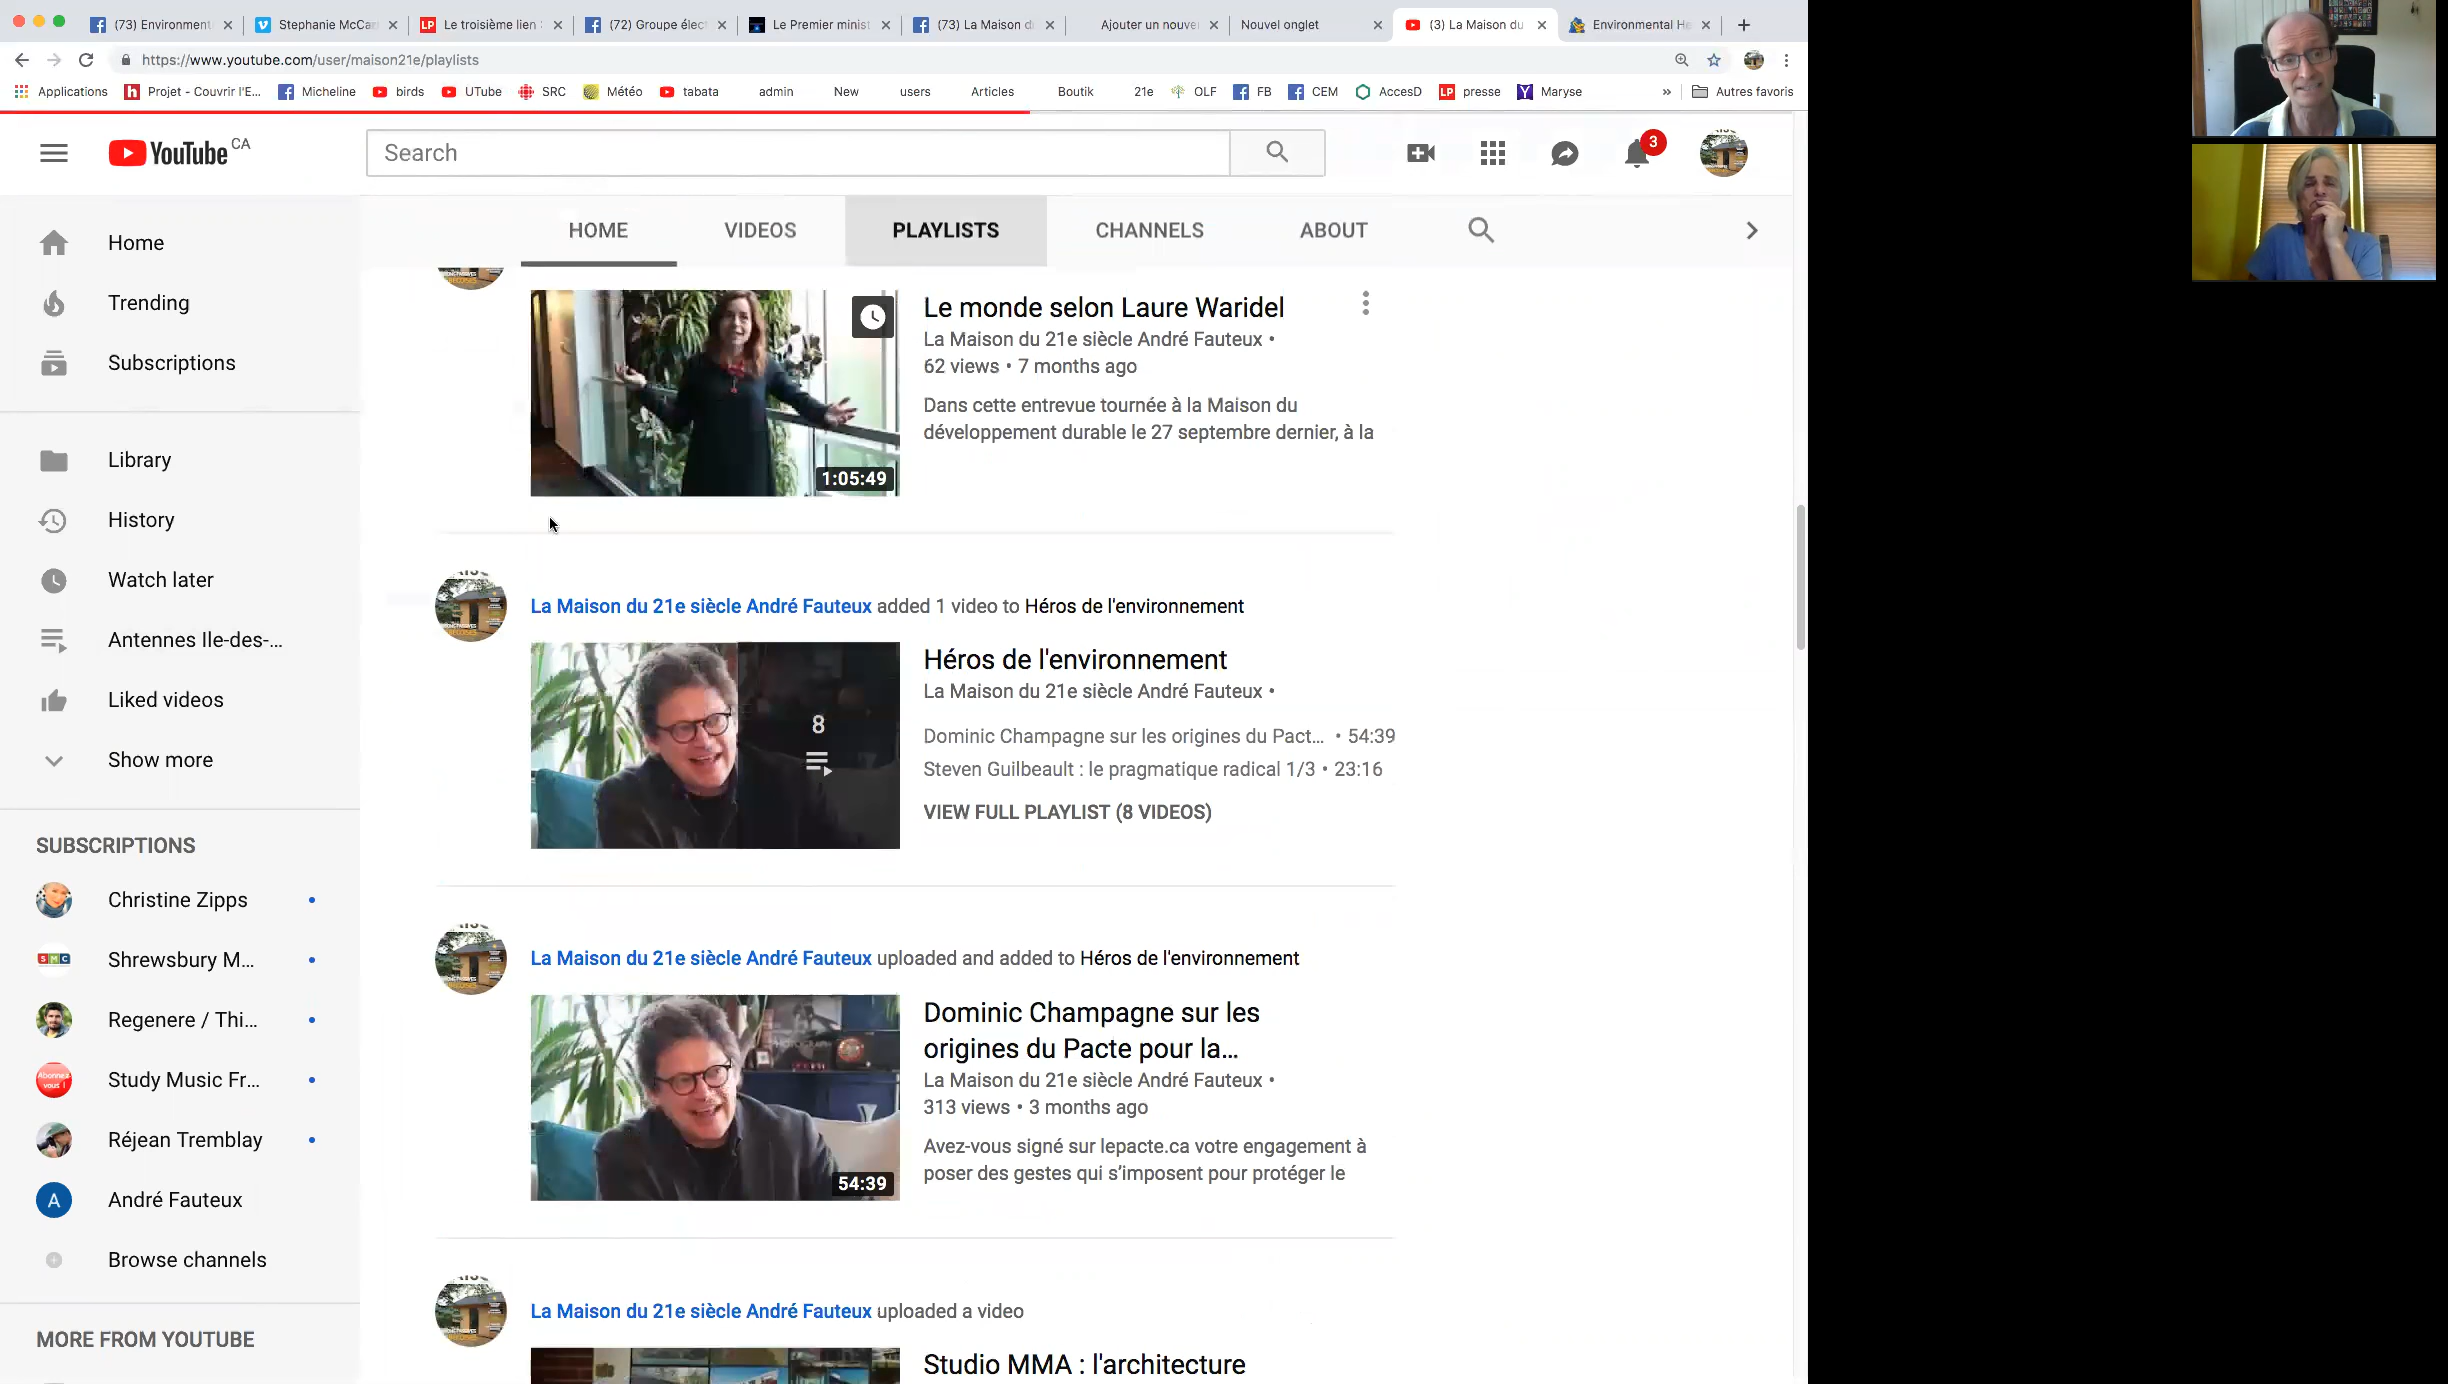 (73) Environment
Stephanie McCa
Le troisième lien
(72) Groupe élec
Le Premier minist
(73) La Maison d
Ajouter un nouve
Nouvel onglet
(3) La Maison du
Environmental He
https://www.youtube.com/user/maison21e/playlists
Applications
Projet - Couvrir l'E...
Micheline
birds
UTube
SRC
Météo
tabata
admin
New
users
Articles
Boutik
21e
OLF
FB
CEM
AccesD
LP presse
Maryse
»
Autres favoris
YouTube CA
Search
3
HOME
VIDEOS
PLAYLISTS
CHANNELS
ABOUT
Home
Trending
Subscriptions
Library
History
Watch later
Antennes Ile-des-...
Liked videos
Show more
SUBSCRIPTIONS
Christine Zipps
SMC
Shrewsbury M...
Regenere / Thi...
Abonnez vous !
Study Music Fr...
Réjean Tremblay
A
André Fauteux
Browse channels
MORE FROM YOUTUBE
Le monde selon Laure Waridel
La Maison du 21e siècle André Fauteux •
62 views • 7 months ago
Dans cette entrevue tournée à la Maison du
développement durable le 27 septembre dernier, à la
1:05:49
La Maison du 21e siècle André Fauteux added 1 video to Héros de l'environnement
8
Héros de l'environnement
La Maison du 21e siècle André Fauteux •
Dominic Champagne sur les origines du Pact... • 54:39
Steven Guilbeault : le pragmatique radical 1/3 • 23:16
VIEW FULL PLAYLIST (8 VIDEOS)
La Maison du 21e siècle André Fauteux uploaded and added to Héros de l'environnement
Dominic Champagne sur les
origines du Pacte pour la...
La Maison du 21e siècle André Fauteux •
313 views • 3 months ago
Avez-vous signé sur lepacte.ca votre engagement à
poser des gestes qui s'imposent pour protéger le
54:39
La Maison du 21e siècle André Fauteux uploaded a video
Studio MMA : l'architecture